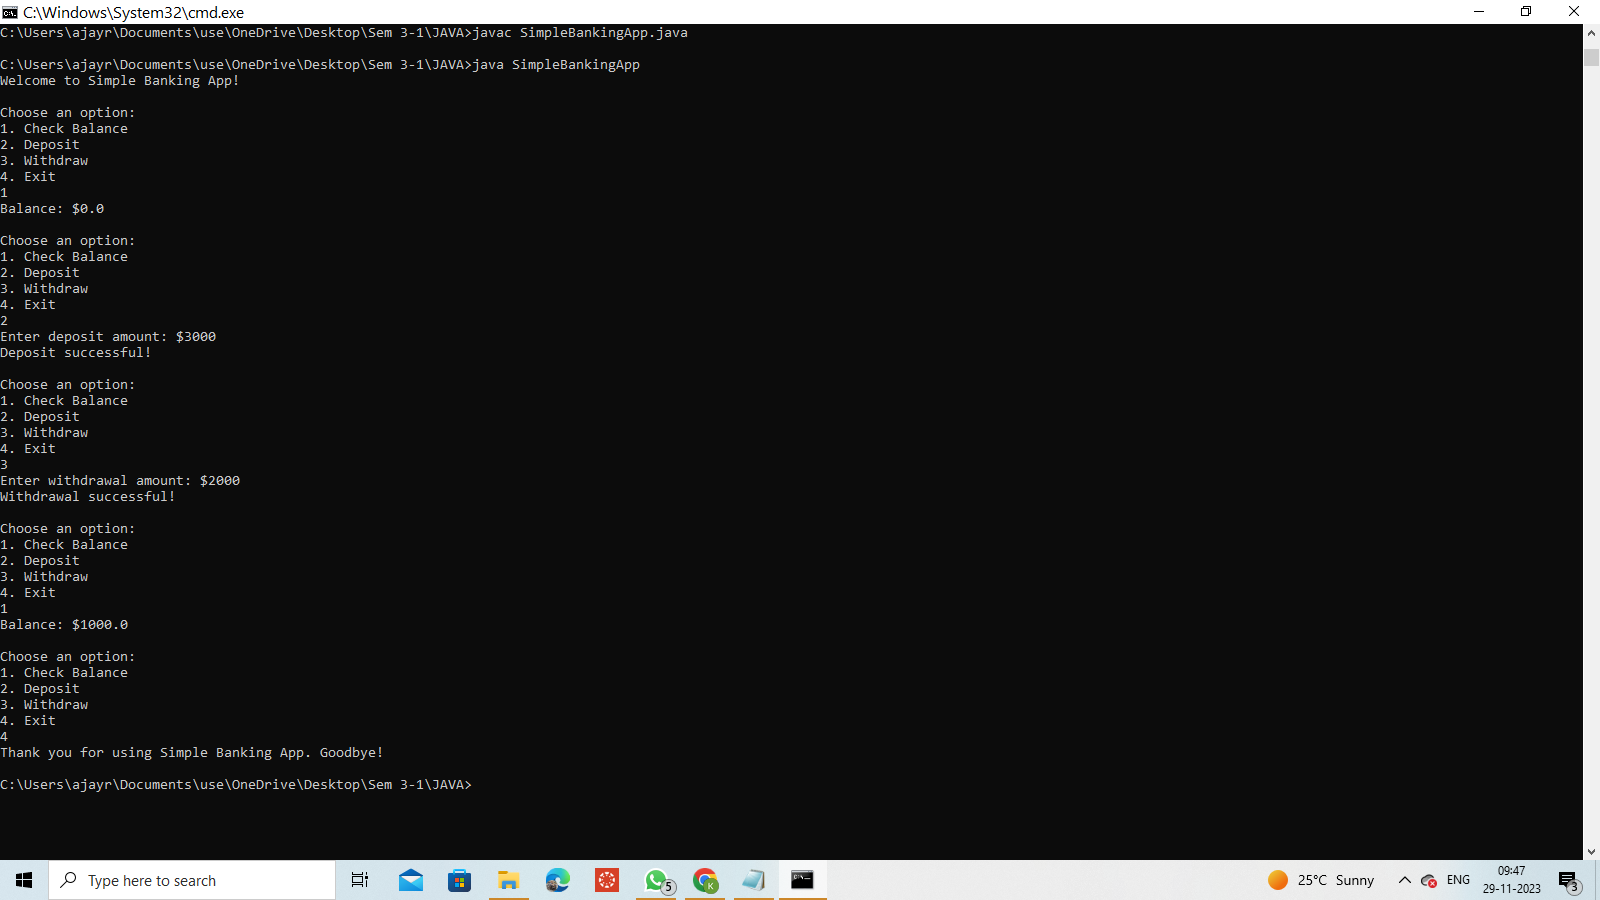 C:\Windows\System32\cmd.exe
C:\Users\ajayr\Documents\use\OneDrive\Desktop\Sem 3-1\JAVA>javac SimpleBankingApp.java
C:\Users\ajayr\Documents\use\OneDrive\Desktop\Sem 3-1\JAVA>java SimpleBankingApp
Welcome to Simple Banking App!
Choose an option:
1. Check Balance
2. Deposit
3. Withdraw
4. Exit
1
Balance: $0.0
Choose an option:
1. Check Balance
2. Deposit
3. Withdraw
4. Exit
2
Enter deposit amount: $3000
Deposit successful!
Choose an option:
1. Check Balance
2. Deposit
3. Withdraw
4. Exit
3
Enter withdrawal amount: $2000
Withdrawal successful!
Choose an option:
1. Check Balance
2. Deposit
3. Withdraw
4. Exit
1
Balance: $1000.0
Choose an option:
1. Check Balance
2. Deposit
3. Withdraw
4. Exit
4
Thank you for using Simple Banking App. Goodbye!
C:\Users\ajayr\Documents\use\OneDrive\Desktop\Sem 3-1\JAVA>
Type here to search
5
K
25°C Sunny
ENG
09:47
29-11-2023
3